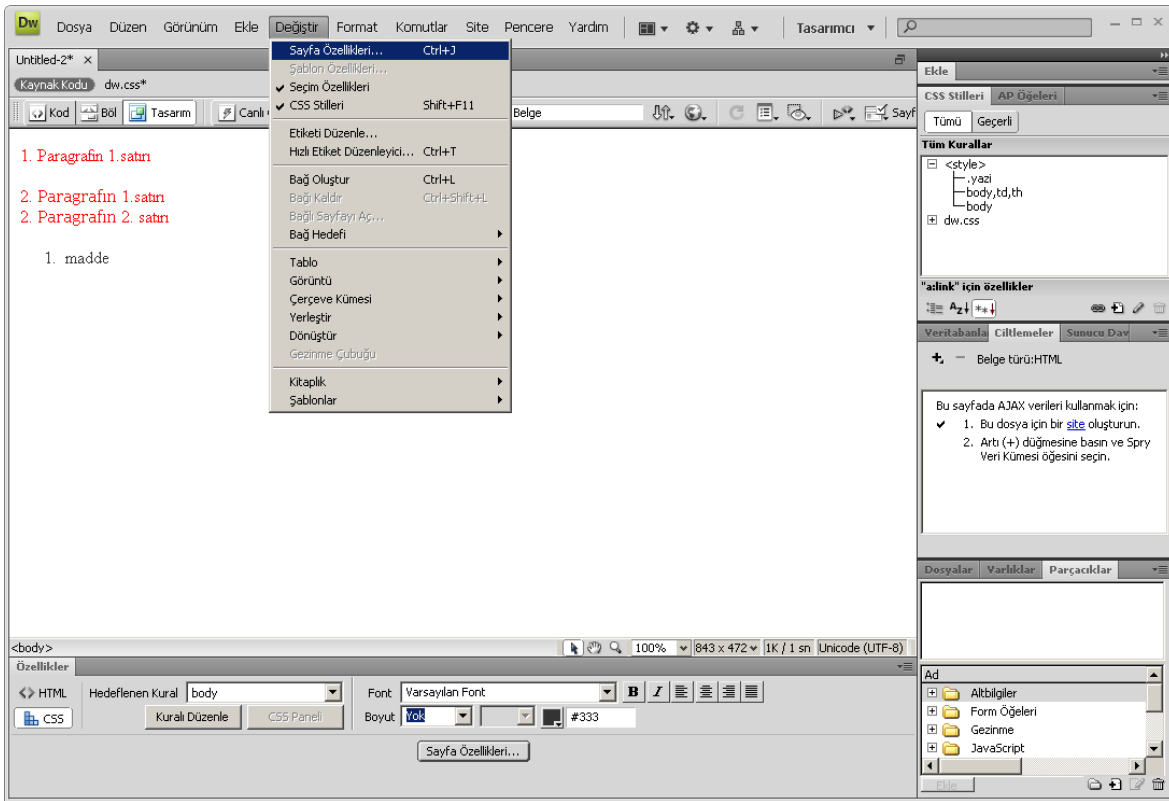 Dw Dosya Düzen Görünüm Ekle Değiştir Format Komutlar Site Pencere Yardım Tasarımcı
Untitled-2*
Kaynak Kodu dw.css*
Kod Böl Tasarım Canlı Belge Sayf
1. Paragrafın 1.satırı
2. Paragrafın 1.satırı
2. Paragrafın 2. satırı
1. madde
Sayfa Özellikleri... Ctrl+J
Şablon Özellikleri...
Seçim Özellikleri
CSS Stilleri Shift+F11
Etiketi Düzenle...
Hızlı Etiket Düzenleyici... Ctrl+T
Bağ Oluştur Ctrl+L
Bağı Kaldır Ctrl+Shift+L
Bağlı Sayfayı Aç...
Bağ Hedefi
Tablo
Görüntü
Çerçeve Kümesi
Yerleştir
Dönüştür
Gezinme Çubuğu
Kitaplık
Şablonlar
Ekle
CSS Stilleri AP Öğeleri
Tümü Geçerli
Tüm Kurallar
<style>
.yazi
body,td,th
body
dw.css
"a:link" için özellikler
Veritabanla Ciltlemeler Sunucu Dav
Belge türü:HTML
Bu sayfada AJAX verileri kullanmak için:
1. Bu dosya için bir site oluşturun.
2. Artı (+) düğmesine basın ve Spry
Veri Kümesi öğesini seçin.
Dosyalar Varlıklar Parçacıklar
Ad
Altbilgiler
Form Öğeleri
Gezinme
JavaScript
Ekle
<body> 100% 843 x 472 1K / 1 sn Unicode (UTF-8)
Özellikler
<> HTML Hedeflenen Kural body Font Varsayılan Font B I
CSS Kuralı Düzenle CSS Paneli Boyut Yok #333
Sayfa Özellikleri...